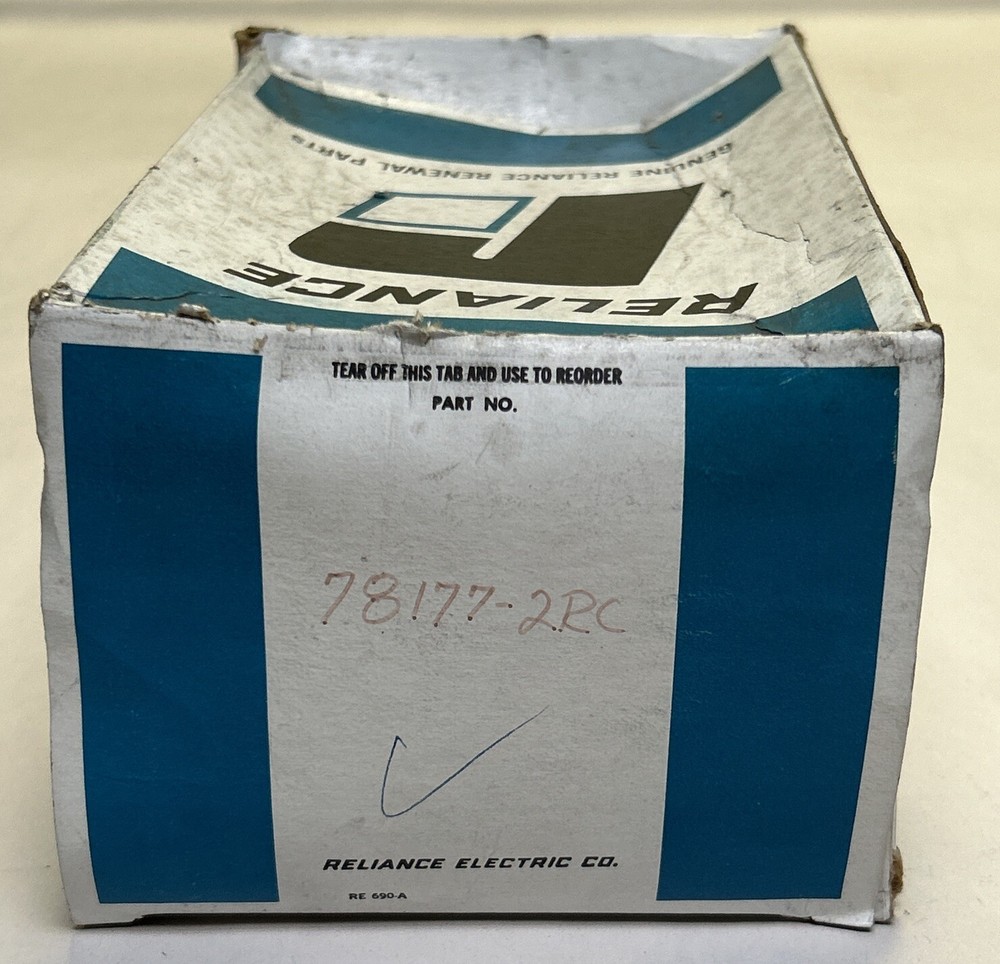 GENUINE RELIANCE RENEWAL PARTS
RELIANCE
TEAR OFF THIS TAB AND USE TO REORDER
PART NO.
78177-2RC
RELIANCE ELECTRIC CO.
RE 690-A